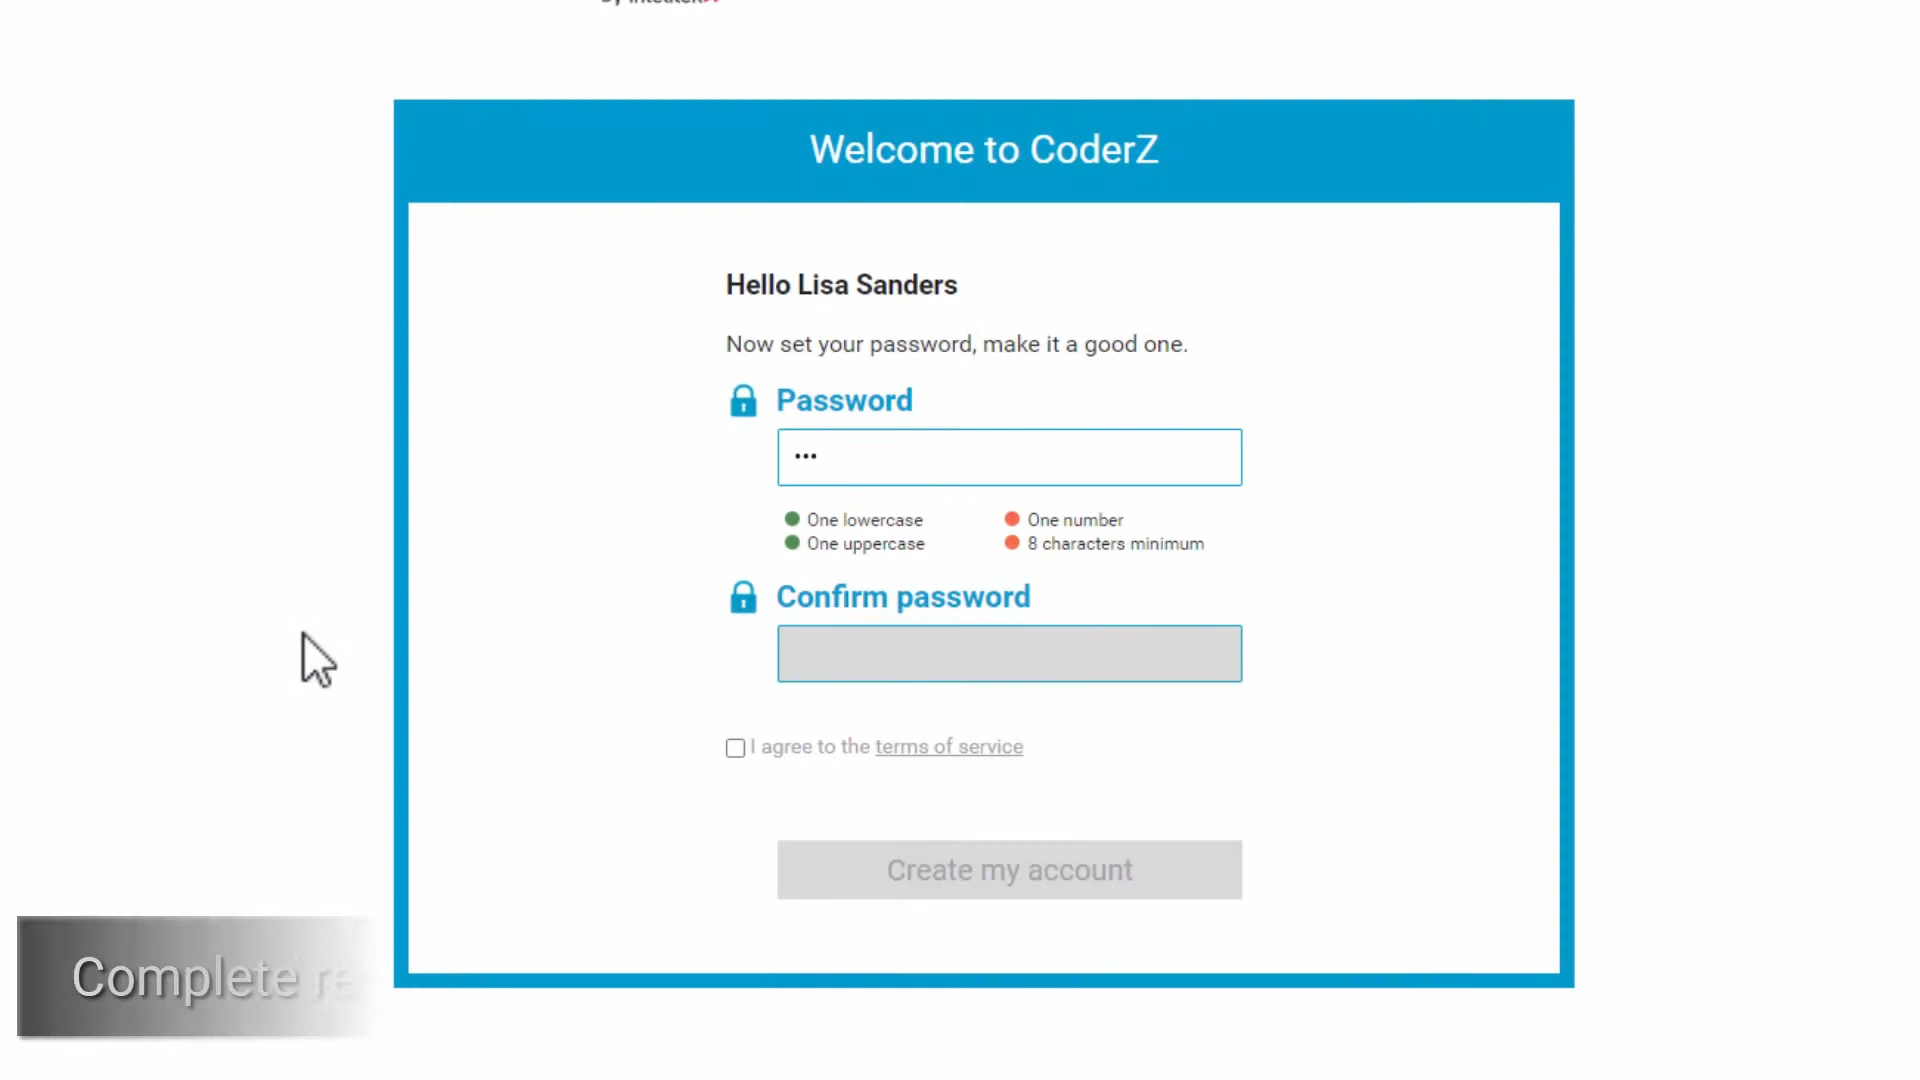 Welcome to CoderZ
Hello Lisa Sanders
Now set your password, make it a good one.
Password
•••
One lowercase
One number
One uppercase
8 characters minimum
Confirm password
I agree to the terms of service
Create my account
Complete